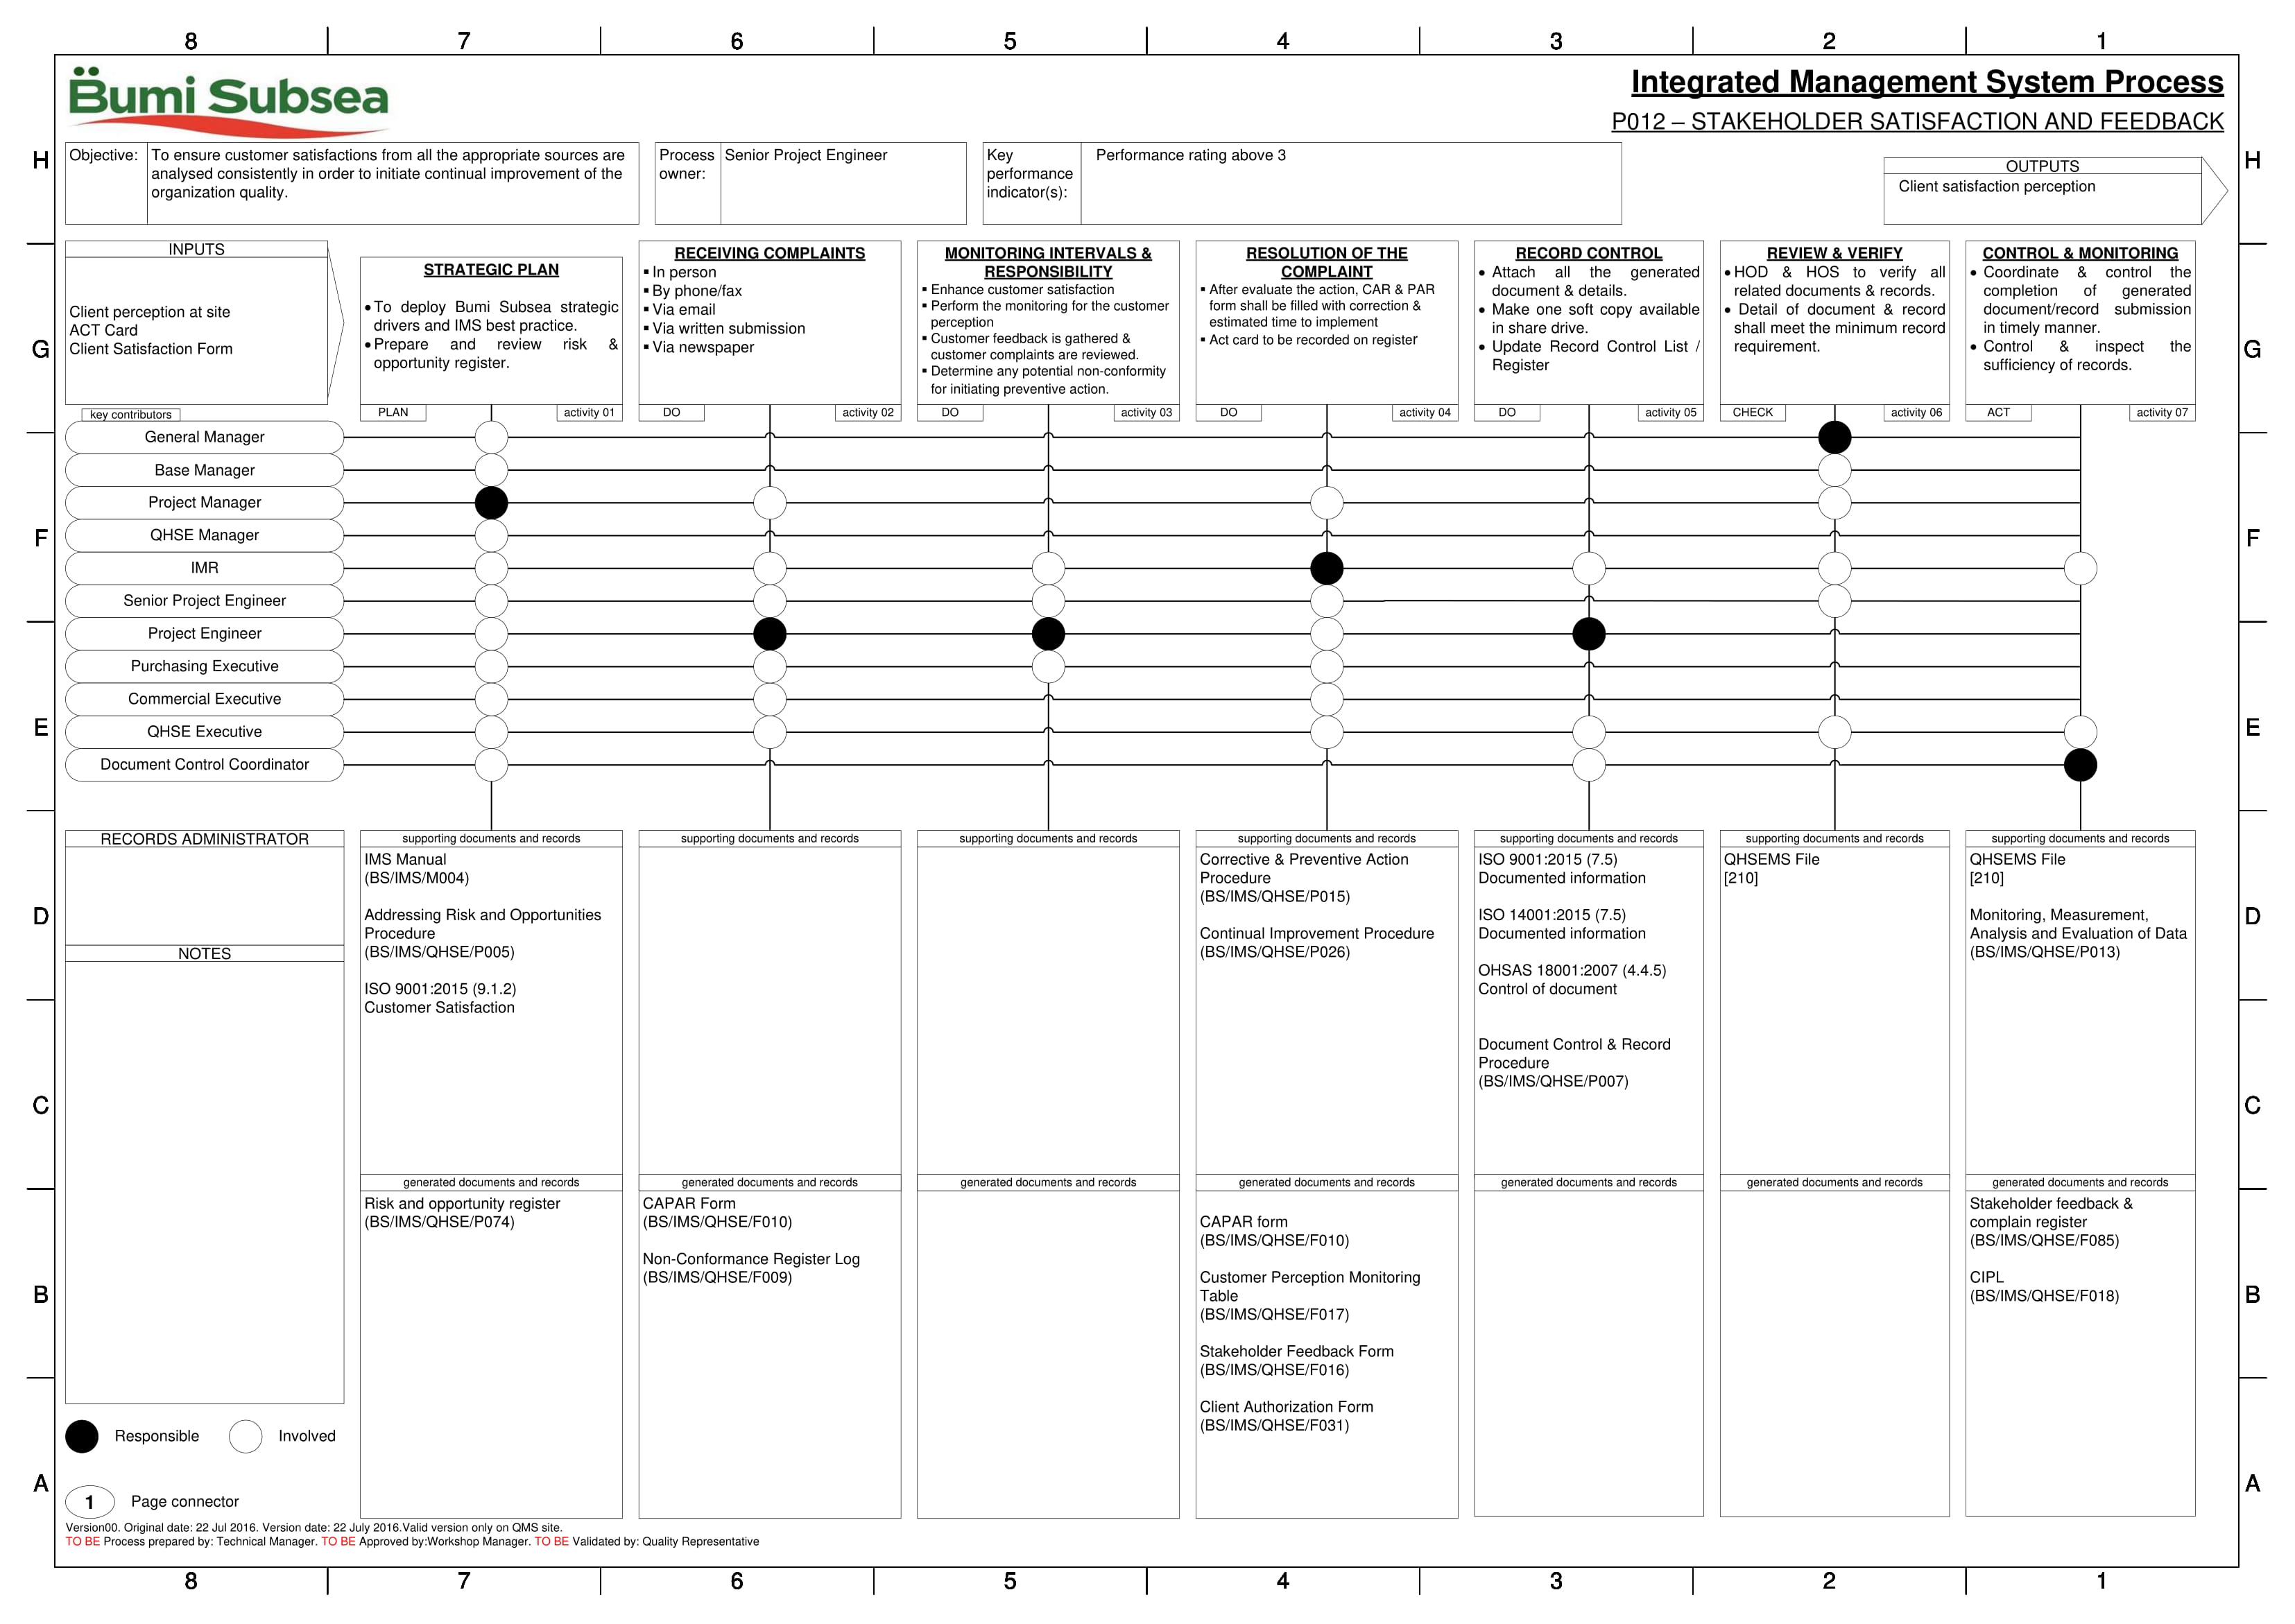 8 7 6 5 4 3 2 1
Bumi Subsea
Integrated Management System Process
P012 – STAKEHOLDER SATISFACTION AND FEEDBACK
H
H
Objective:
To ensure customer satisfactions from all the appropriate sources are
analysed consistently in order to initiate continual improvement of the
organization quality.
Process
owner:
Senior Project Engineer
Key
performance
indicator(s):
Performance rating above 3
OUTPUTS
Client satisfaction perception
INPUTS
Client perception at site
ACT Card
Client Satisfaction Form
STRATEGIC PLAN
•To deploy Bumi Subsea strategic
drivers and IMS best practice.
•Prepare and review risk &
opportunity register.
PLAN
activity 01
RECEIVING COMPLAINTS
▪ In person
▪ By phone/fax
▪ Via email
▪ Via written submission
▪ Via newspaper
DO
activity 02
MONITORING INTERVALS &
RESPONSIBILITY
▪ Enhance customer satisfaction
▪ Perform the monitoring for the customer
perception
▪ Customer feedback is gathered &
customer complaints are reviewed.
▪ Determine any potential non-conformity
for initiating preventive action.
DO
activity 03
RESOLUTION OF THE
COMPLAINT
▪ After evaluate the action, CAR & PAR
form shall be filled with correction &
estimated time to implement
▪ Act card to be recorded on register
DO
activity 04
RECORD CONTROL
• Attach all the generated
document & details.
• Make one soft copy available
in share drive.
• Update Record Control List /
Register
DO
activity 05
REVIEW & VERIFY
•HOD & HOS to verify all
related documents & records.
• Detail of document & record
shall meet the minimum record
requirement.
CHECK
activity 06
CONTROL & MONITORING
• Coordinate & control the
completion of generated
document/record submission
in timely manner.
• Control & inspect the
sufficiency of records.
ACT
activity 07
G
G
key contributors
General Manager
Base Manager
Project Manager
QHSE Manager
IMR
Senior Project Engineer
Project Engineer
Purchasing Executive
Commercial Executive
QHSE Executive
Document Control Coordinator
F
F
E
E
RECORDS ADMINISTRATOR
NOTES
supporting documents and records
IMS Manual
(BS/IMS/M004)
Addressing Risk and Opportunities
Procedure
(BS/IMS/QHSE/P005)
ISO 9001:2015 (9.1.2)
Customer Satisfaction
supporting documents and records
supporting documents and records
supporting documents and records
Corrective & Preventive Action
Procedure
(BS/IMS/QHSE/P015)
Continual Improvement Procedure
(BS/IMS/QHSE/P026)
supporting documents and records
ISO 9001:2015 (7.5)
Documented information
ISO 14001:2015 (7.5)
Documented information
OHSAS 18001:2007 (4.4.5)
Control of document
Document Control & Record
Procedure
(BS/IMS/QHSE/P007)
supporting documents and records
QHSEMS File
[210]
supporting documents and records
QHSEMS File
[210]
Monitoring, Measurement,
Analysis and Evaluation of Data
(BS/IMS/QHSE/P013)
D
D
C
C
generated documents and records
Risk and opportunity register
(BS/IMS/QHSE/P074)
generated documents and records
CAPAR Form
(BS/IMS/QHSE/F010)
Non-Conformance Register Log
(BS/IMS/QHSE/F009)
generated documents and records
generated documents and records
CAPAR form
(BS/IMS/QHSE/F010)
Customer Perception Monitoring
Table
(BS/IMS/QHSE/F017)
Stakeholder Feedback Form
(BS/IMS/QHSE/F016)
Client Authorization Form
(BS/IMS/QHSE/F031)
generated documents and records
generated documents and records
generated documents and records
Stakeholder feedback &
complain register
(BS/IMS/QHSE/F085)
CIPL
(BS/IMS/QHSE/F018)
B
B
Responsible
Involved
A
A
1
Page connector
Version00. Original date: 22 Jul 2016. Version date: 22 July 2016.Valid version only on QMS site.
TO BE Process prepared by: Technical Manager. TO BE Approved by:Workshop Manager. TO BE Validated by: Quality Representative
8 7 6 5 4 3 2 1